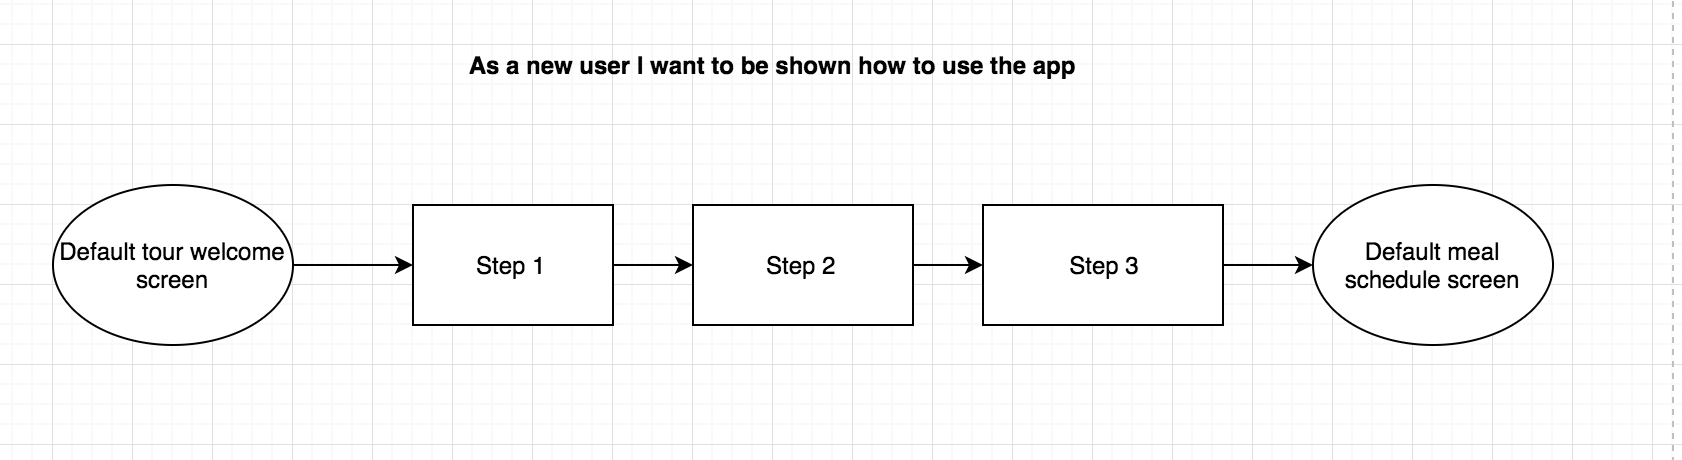 As a new user I want to be shown how to use the app
Default tour welcome
screen
Step 1
Step 2
Step 3
Default meal
schedule screen